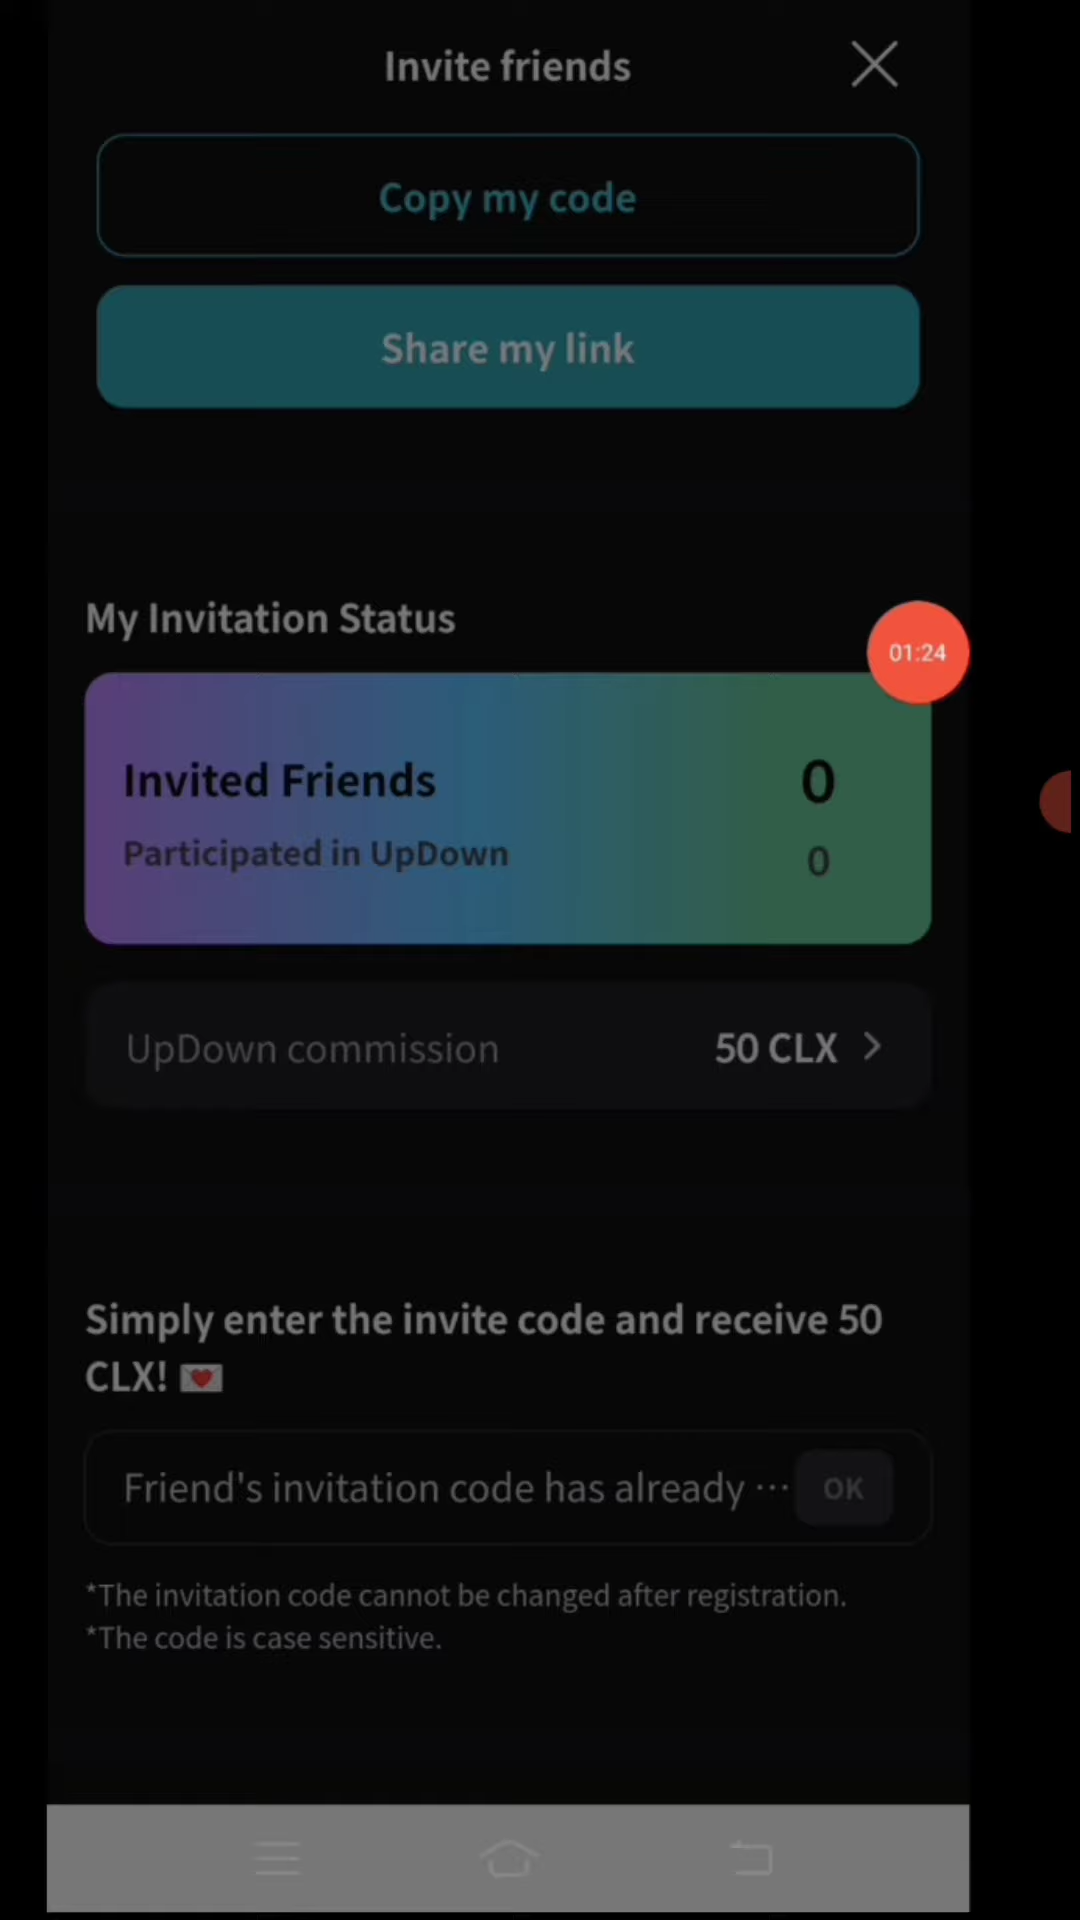 Invite friends
Copy my code
Share my link
My Invitation Status
01:24
Invited Friends 0
Participated in UpDown 0
UpDown commission 50 CLX
Simply enter the invite code and receive 50
CLX! 💌
Friend's invitation code has already ··· OK
*The invitation code cannot be changed after registration.
*The code is case sensitive.